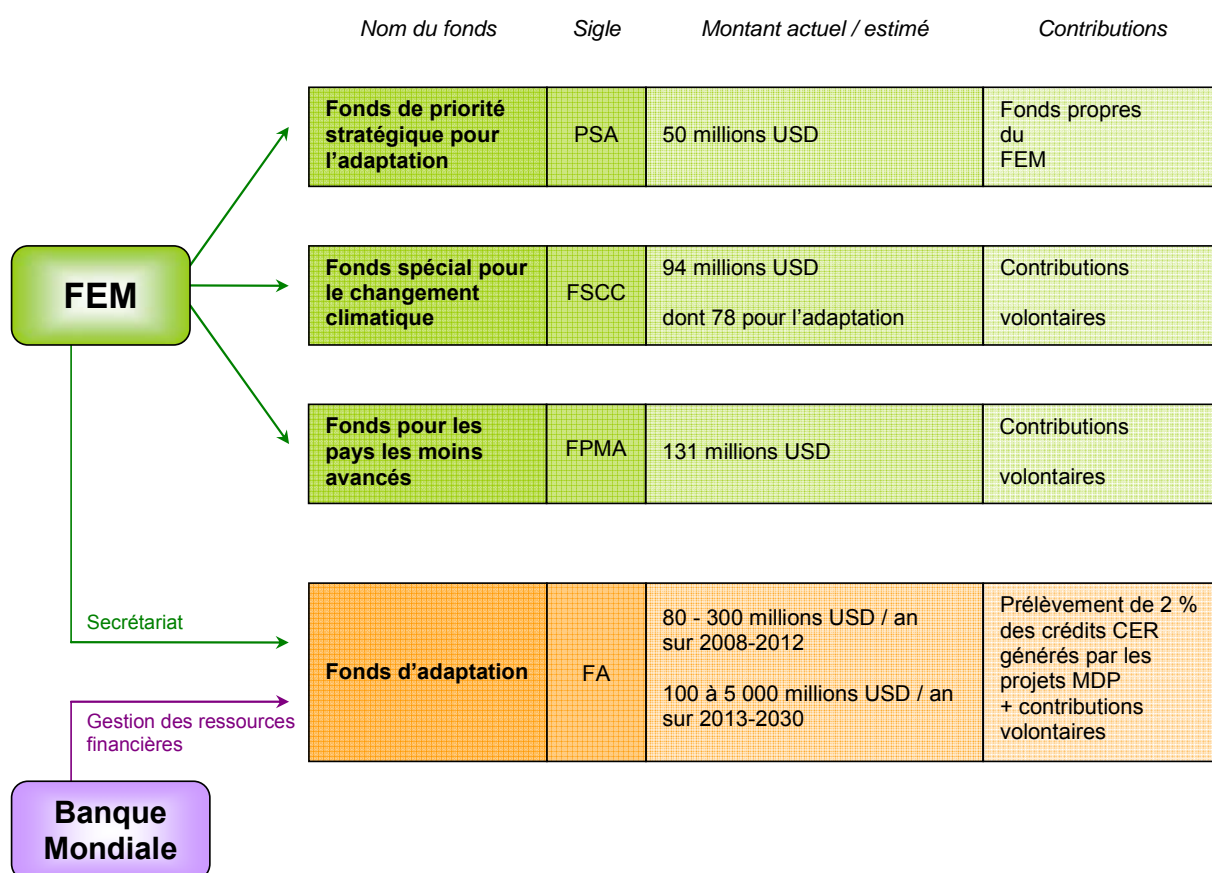 Nom du fonds Sigle Montant actuel / estimé Contributions
Fonds de priorité
stratégique pour
l’adaptation
PSA
50 millions USD
Fonds propres
du
FEM
FEM
Fonds spécial pour
le changement
climatique
FSCC
94 millions USD
dont 78 pour l’adaptation
Contributions
volontaires
Fonds pour les
pays les moins
avancés
FPMA
131 millions USD
Contributions
volontaires
Secrétariat
Fonds d’adaptation
FA
80 - 300 millions USD / an
sur 2008-2012
100 à 5 000 millions USD / an
sur 2013-2030
Prélèvement de 2 %
des crédits CER
générés par les
projets MDP
+ contributions
volontaires
Gestion des ressources
financières
Banque
Mondiale